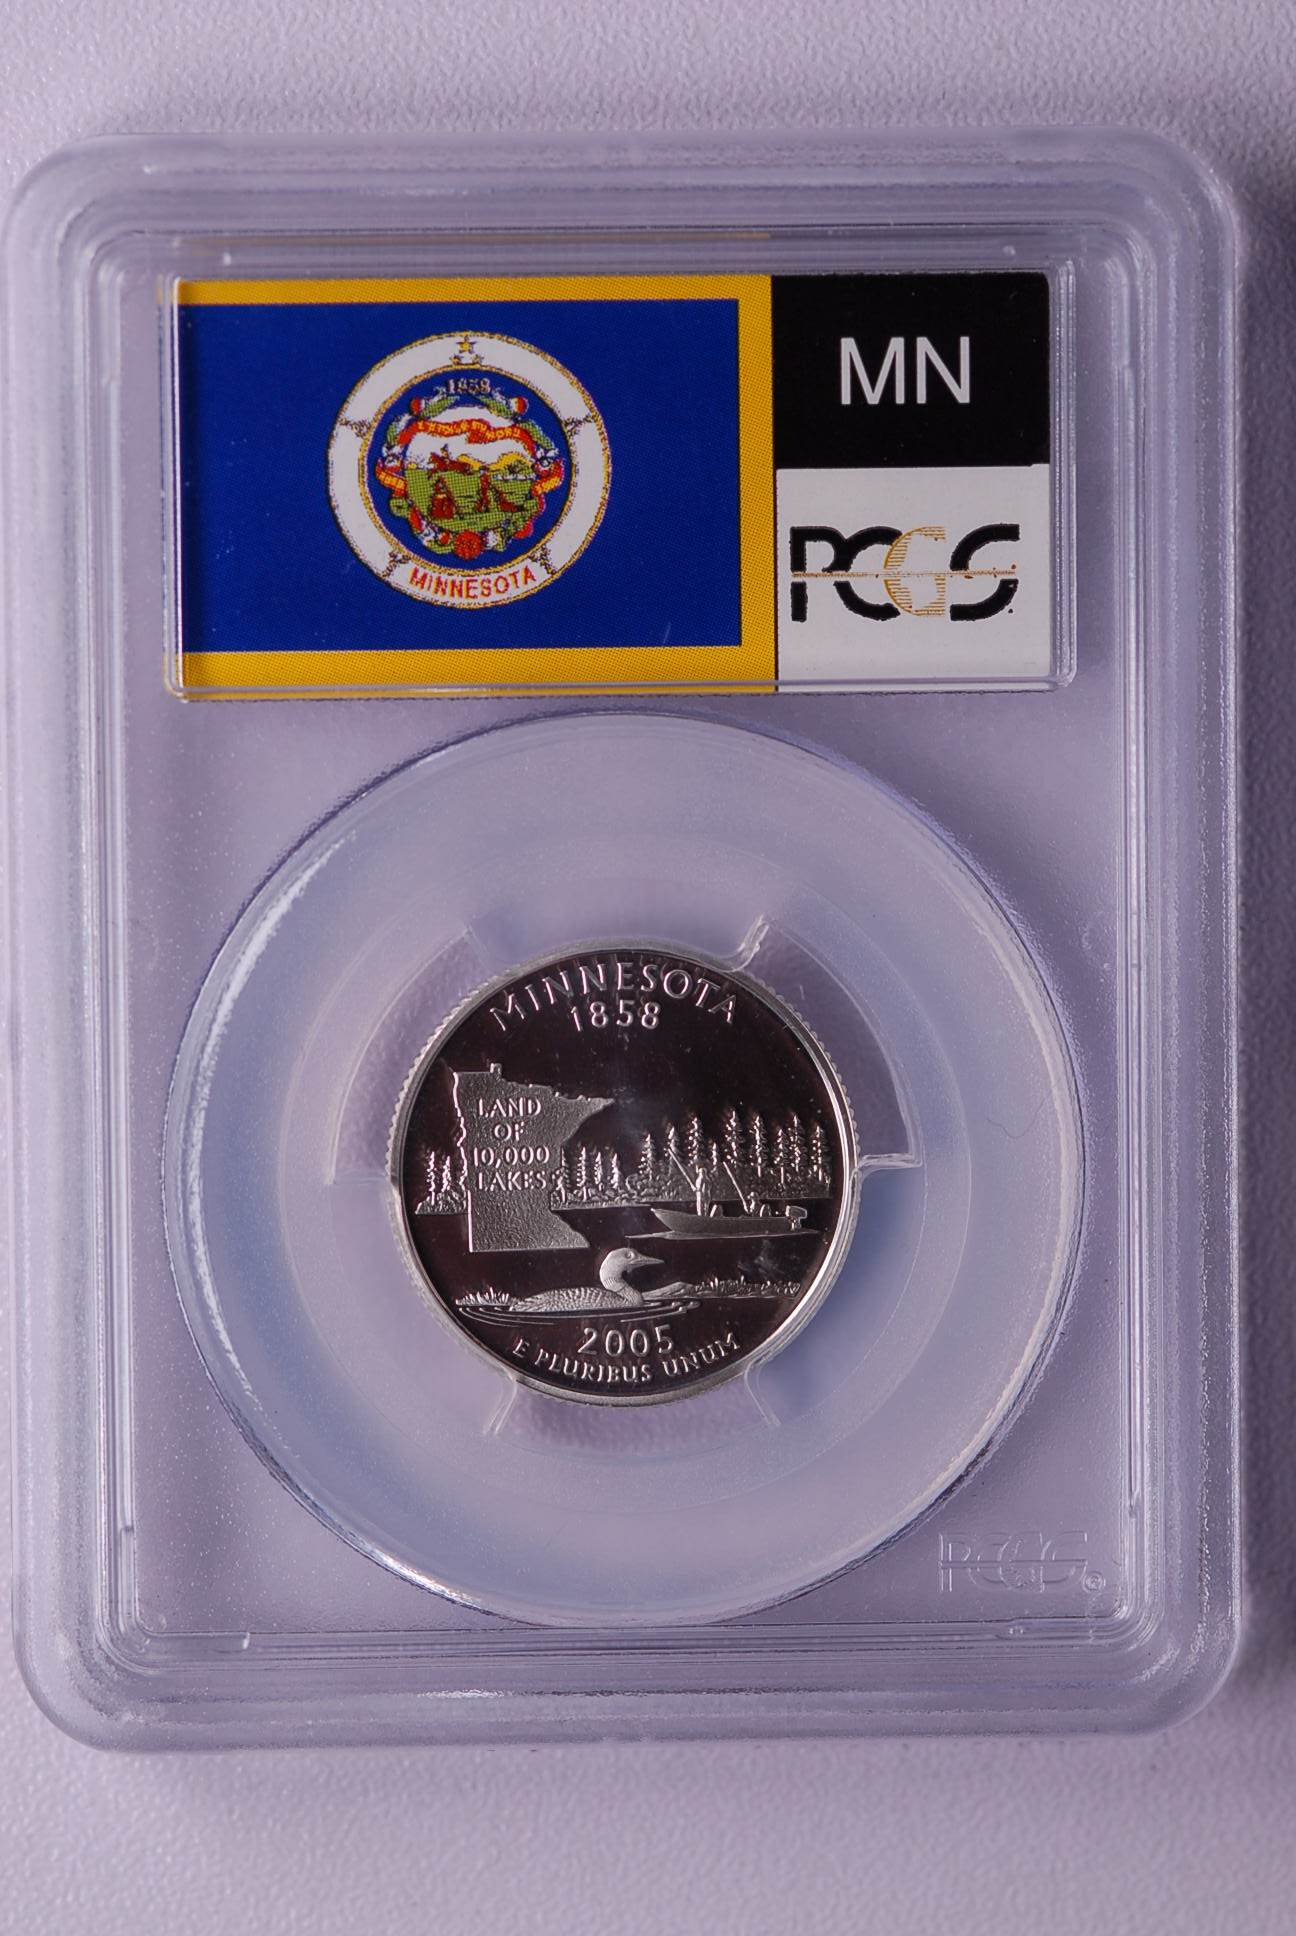 MN
1858
MINNESOTA
PCGS
MINNESOTA
1858
LAND
OF
10,000
LAKES
2005
E PLURIBUS UNUM
PCGS